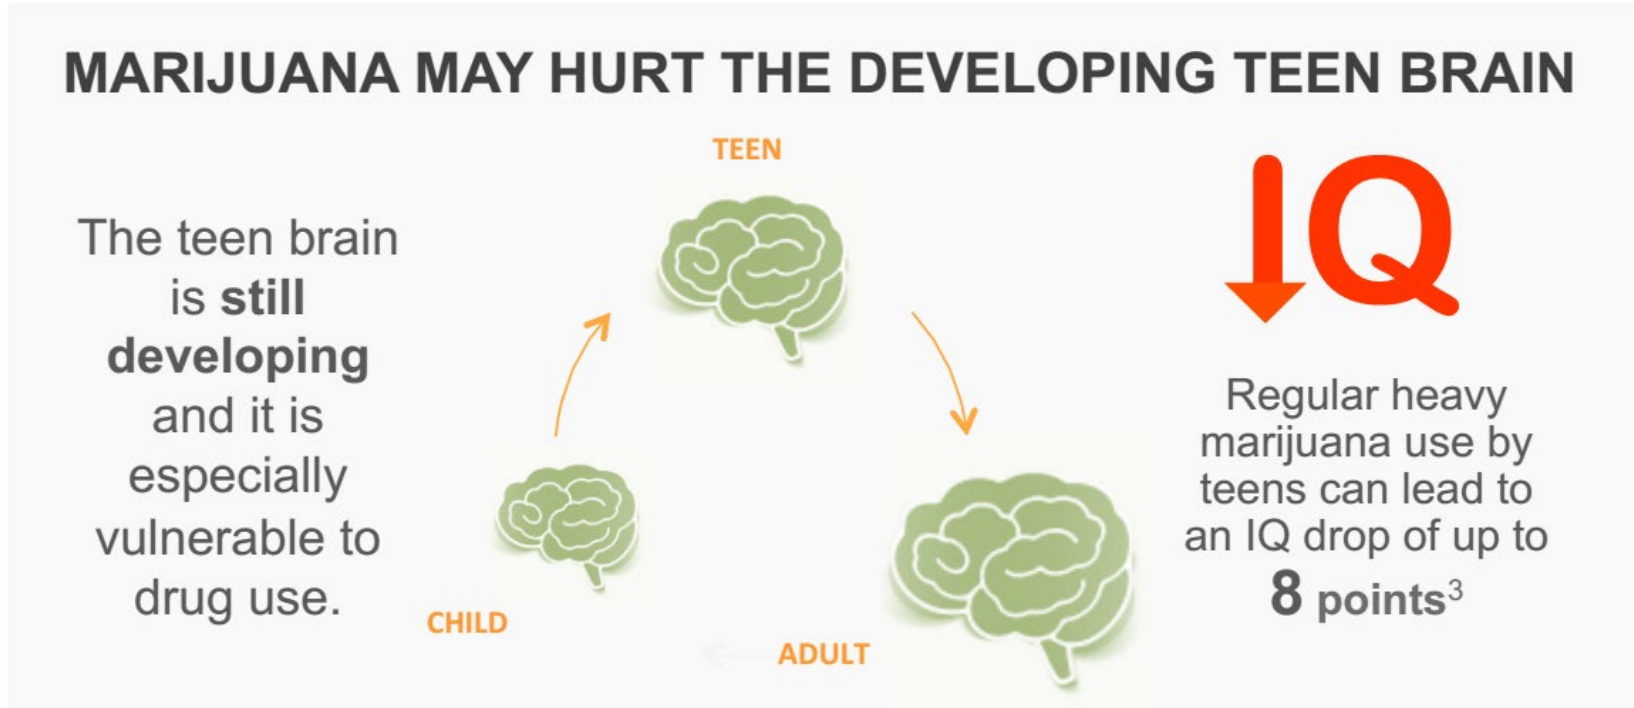 MARIJUANA MAY HURT THE DEVELOPING TEEN BRAIN
The teen brain
is still
developing
and it is
especially
vulnerable to
drug use.
TEEN
CHILD
ADULT
IQ
Regular heavy
marijuana use by
teens can lead to
an IQ drop of up to
8 points³